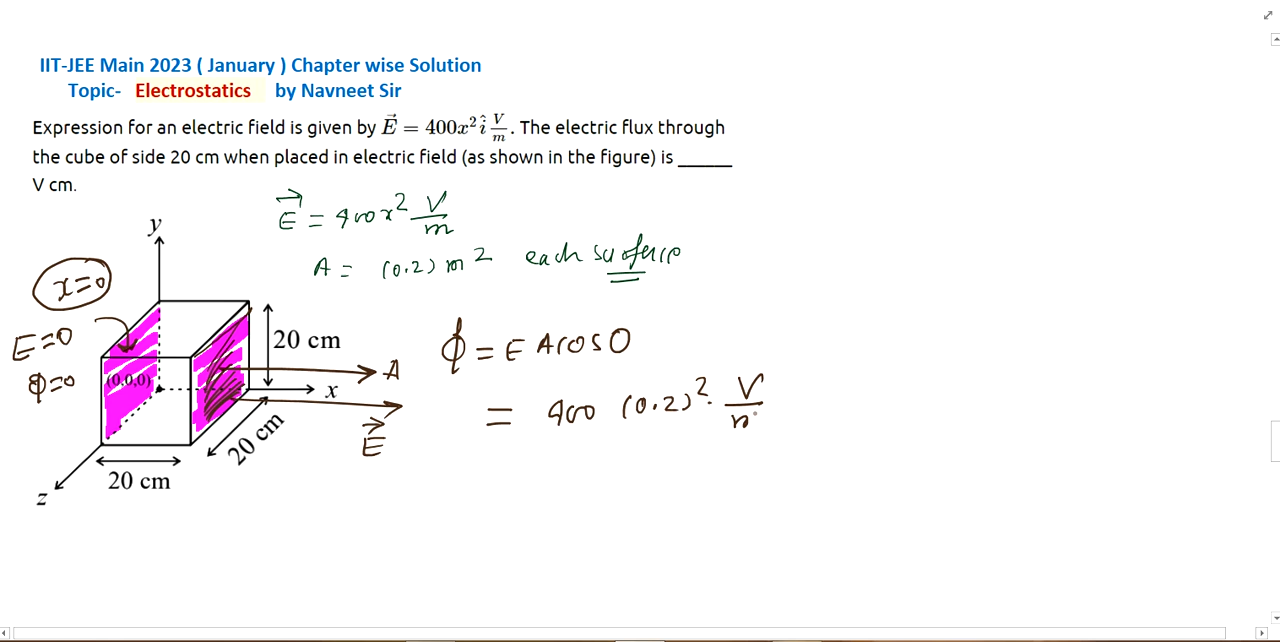 IIT-JEE Main 2023 ( January ) Chapter wise Solution
Topic- Electrostatics by Navneet Sir
Expression for an electric field is given by E⃗ = 400x² î V/m . The electric flux through
the cube of side 20 cm when placed in electric field (as shown in the figure) is ______
V cm.
E⃗ = 400x² V/m
A = (0.2) m² each surface
y
x=0
E=0
ϕ=0
(0,0,0)
20 cm
A
x
E⃗
20 cm
20 cm
z
ϕ = E A cos 0
= 400 (0.2)². V/m